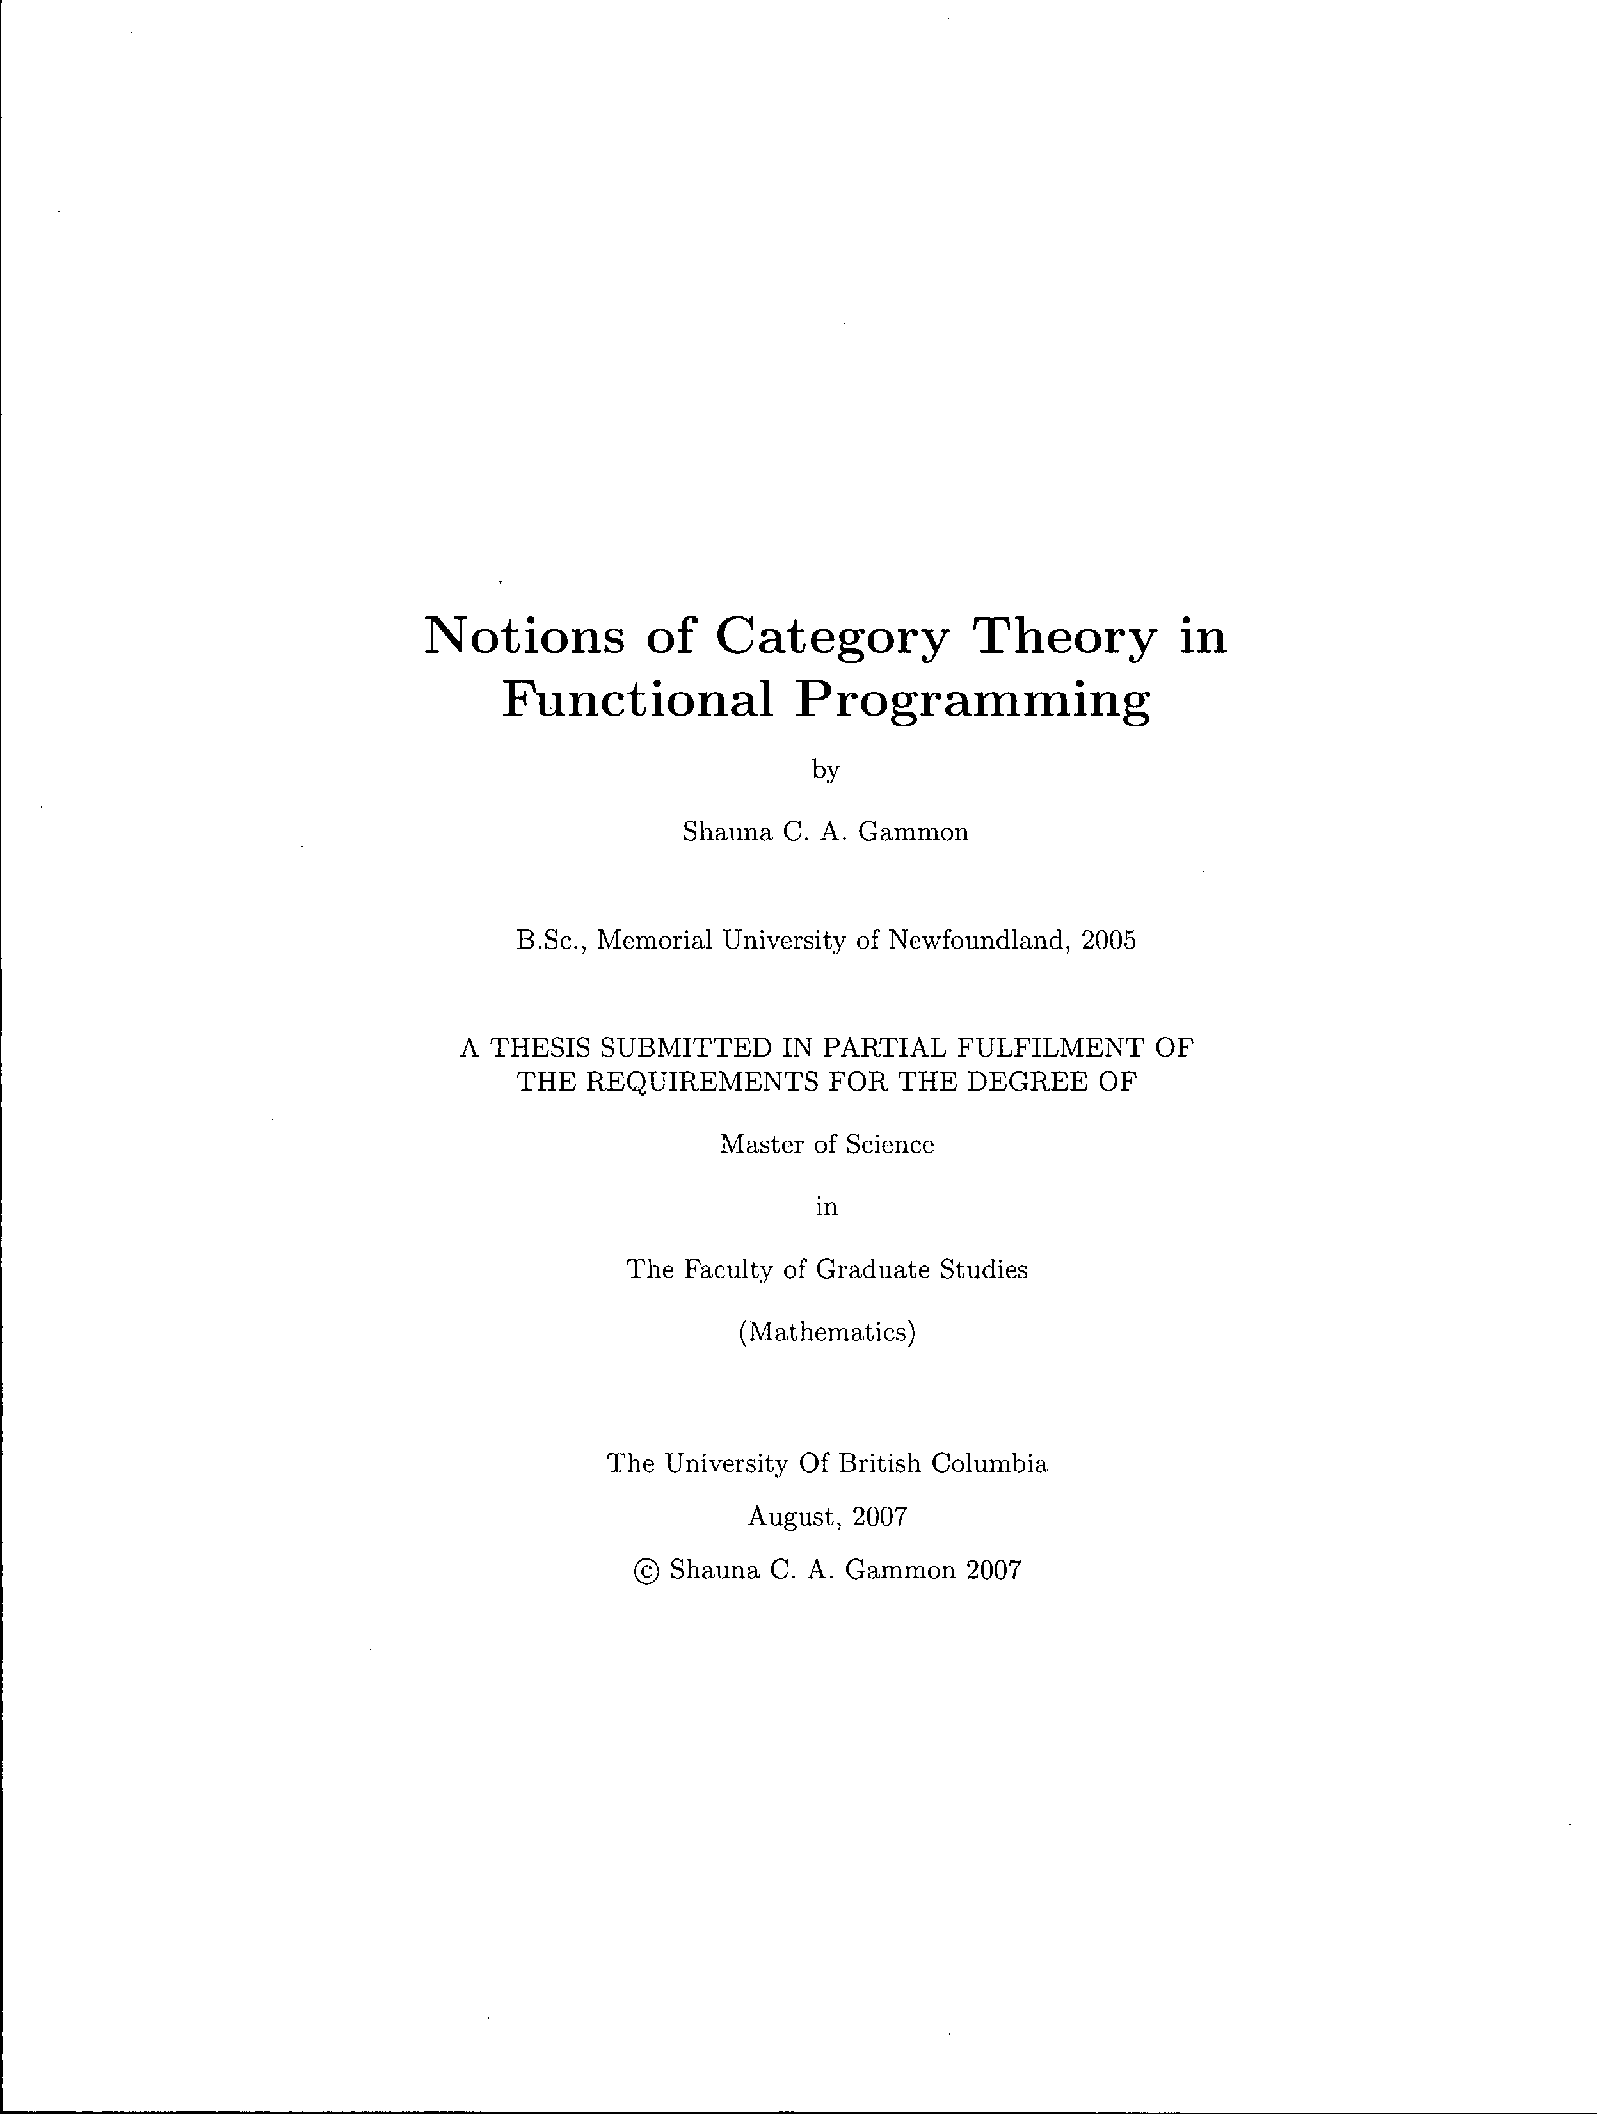 Notions of Category Theory in
Functional Programming
by
Shauna C. A. Gammon
B.Sc., Memorial University of Newfoundland, 2005
A THESIS SUBMITTED IN PARTIAL FULFILMENT OF
THE REQUIREMENTS FOR THE DEGREE OF
Master of Science
in
The Faculty of Graduate Studies
(Mathematics)
The University Of British Columbia
August, 2007
© Shauna C. A. Gammon 2007